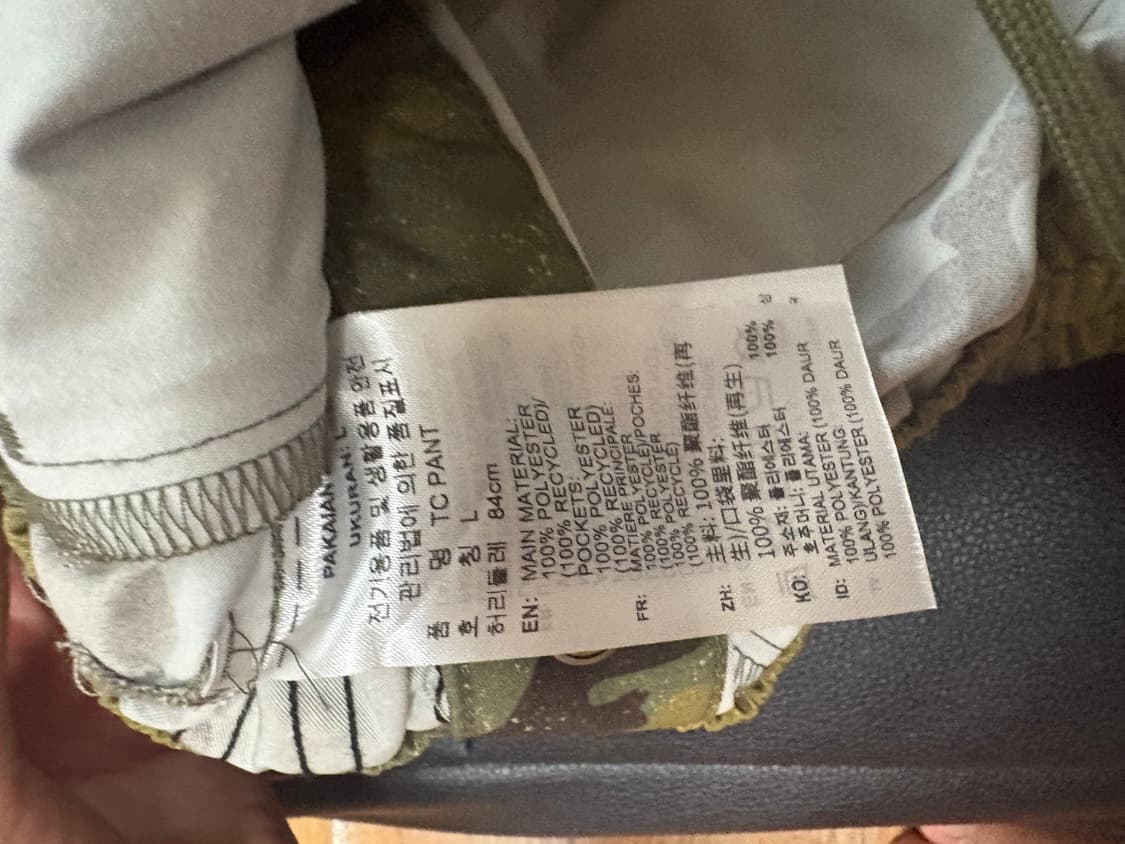 PAKAIAN
UKURAN: L
전기용품 및 생활용품 안전
관리법에 의한 품질표시
품 명 TC PANT
호 칭 L
허리둘레 84cm
EN: MAIN MATERIAL:
100% POLYESTER
(100% RECYCLED)/
POCKETS:
100% POLYESTER
(100% RECYCLED)
FR: MATIÈRE PRINCIPALE:
100% POLYESTER
(100% RECYCLE)/POCHES:
100% POLYESTER
(100% RECYCLE)
ZH: 主料: 100% 聚酯纤维(再
生)/口袋里料:
100% 聚酯纤维(再生)
KO: 주소재: 폴리에스터 100%
호주머니: 폴리에스터 100%
ID: MATERIAL UTAMA:
100% POLYESTER (100% DAUR
ULANG)/KANTUNG:
100% POLYESTER (100% DAUR